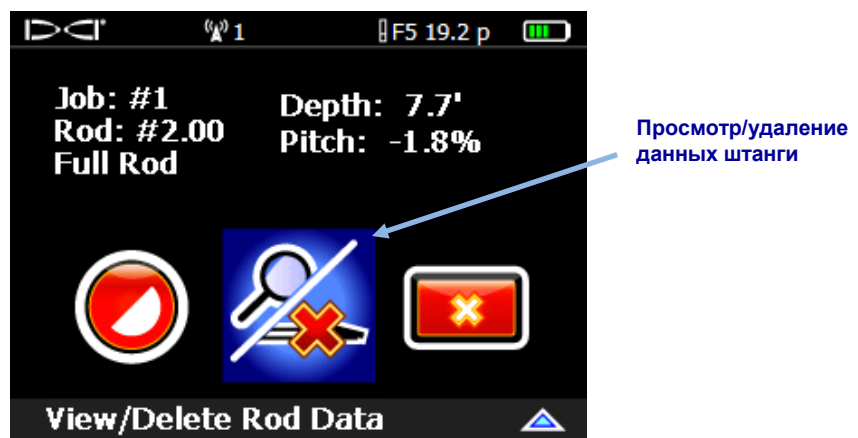 DCI 1 F5 19.2 p
Job: #1
Rod: #2.00
Full Rod
Depth: 7.7'
Pitch: -1.8%
Просмотр/удаление
данных штанги
View/Delete Rod Data